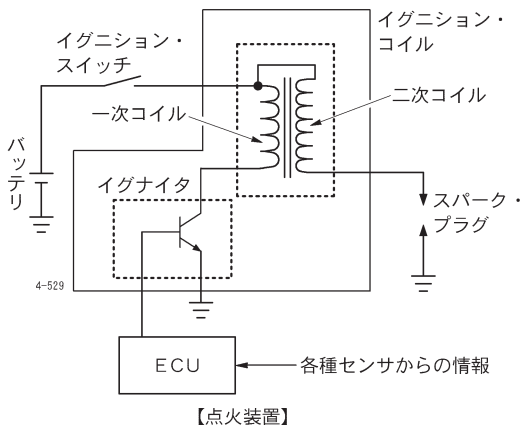 イグニション・
コイル
イグニション・
スイッチ
一次コイル
二次コイル
バッテリ
イグナイタ
スパーク・
プラグ
4-529
ECU
各種センサからの情報
【点火装置】